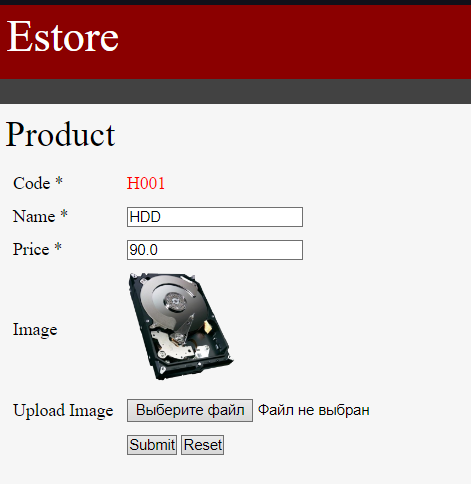 Estore
Product
Code * H001
Name * HDD
Price * 90.0
Image
Upload Image Выберите файл Файл не выбран
Submit Reset